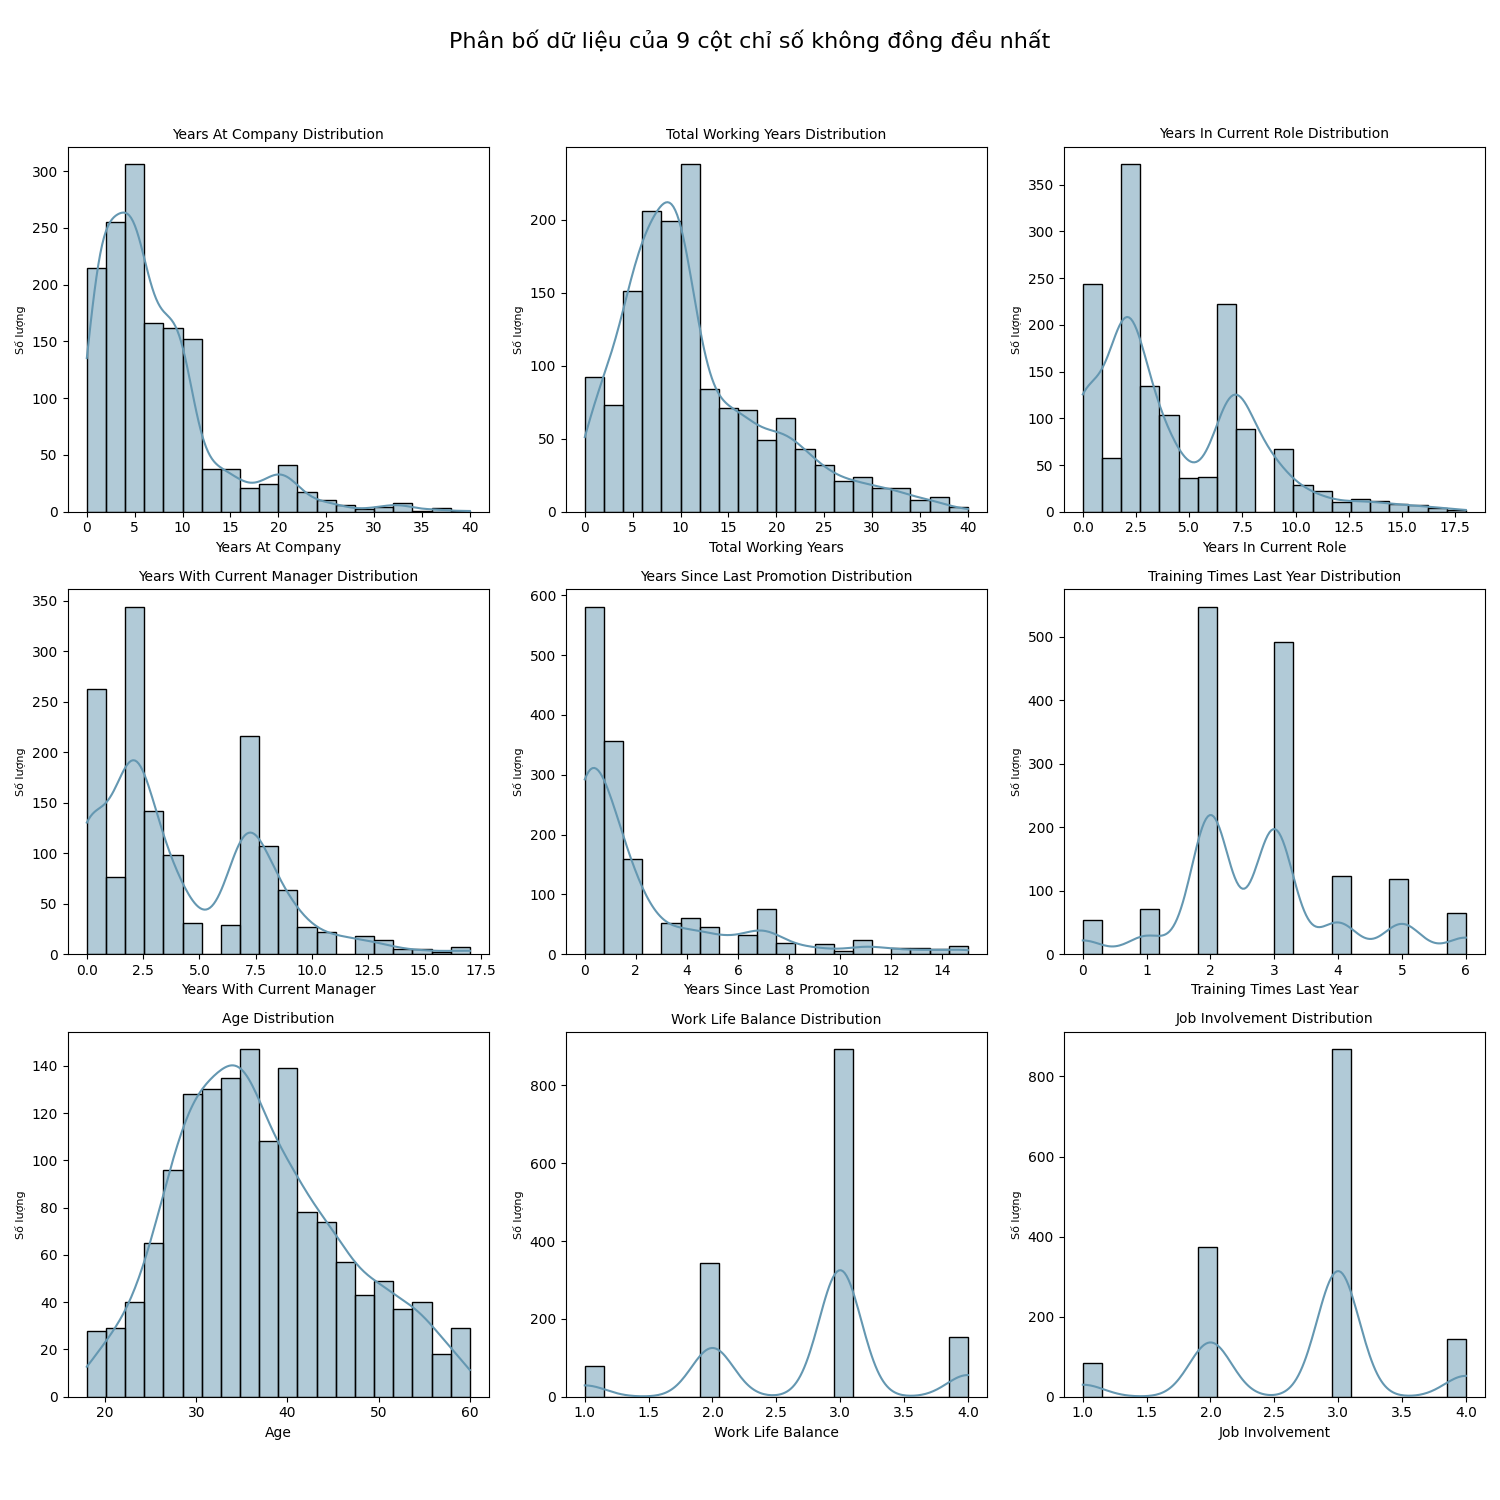 Phân bố dữ liệu của 9 cột chỉ số không đồng đều nhất
Years At Company Distribution
Số lượng
300
250
200
150
100
50
0
0 5 10 15 20 25 30 35 40
Years At Company
Total Working Years Distribution
Số lượng
200
150
100
50
0
0 5 10 15 20 25 30 35 40
Total Working Years
Years In Current Role Distribution
Số lượng
350
300
250
200
150
100
50
0
0.0 2.5 5.0 7.5 10.0 12.5 15.0 17.5
Years In Current Role
Years With Current Manager Distribution
Số lượng
350
300
250
200
150
100
50
0
0.0 2.5 5.0 7.5 10.0 12.5 15.0 17.5
Years With Current Manager
Years Since Last Promotion Distribution
Số lượng
600
500
400
300
200
100
0
0 2 4 6 8 10 12 14
Years Since Last Promotion
Training Times Last Year Distribution
Số lượng
500
400
300
200
100
0
0 1 2 3 4 5 6
Training Times Last Year
Age Distribution
Số lượng
140
120
100
80
60
40
20
0
20 30 40 50 60
Age
Work Life Balance Distribution
Số lượng
800
600
400
200
0
1.0 1.5 2.0 2.5 3.0 3.5 4.0
Work Life Balance
Job Involvement Distribution
Số lượng
800
600
400
200
0
1.0 1.5 2.0 2.5 3.0 3.5 4.0
Job Involvement